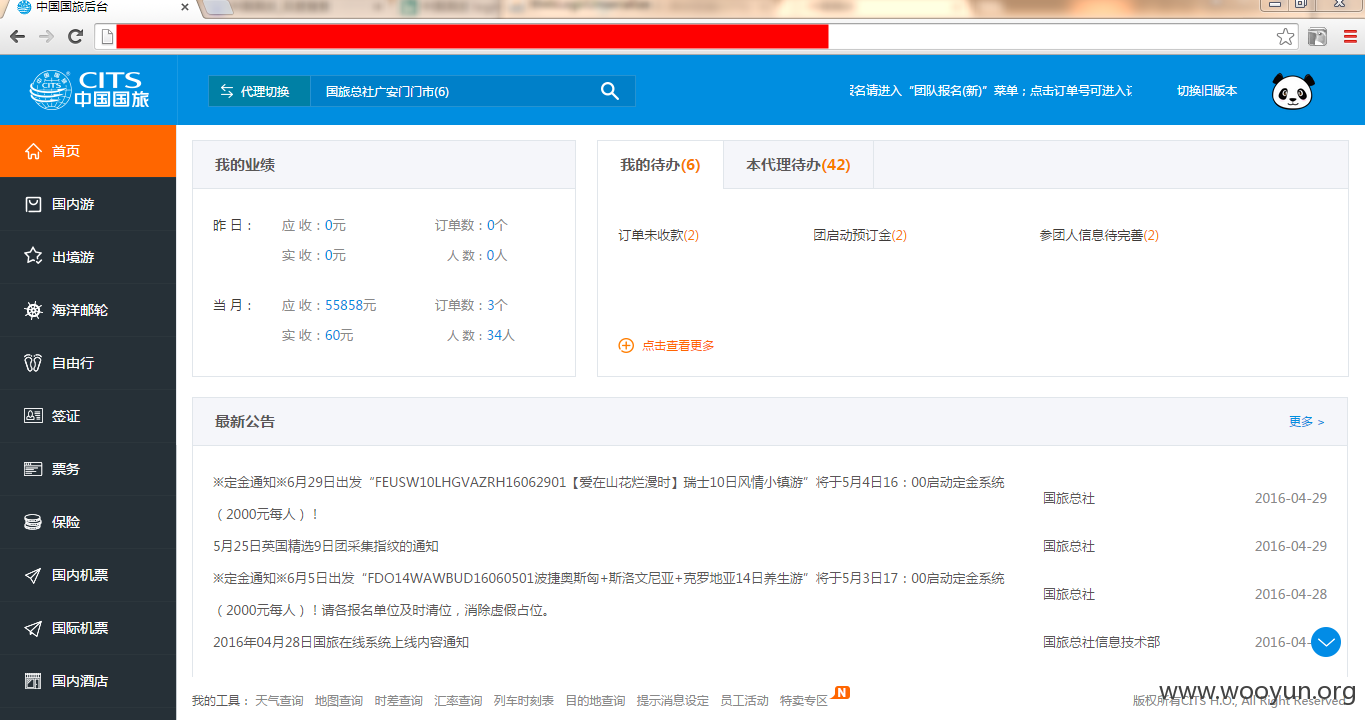 中国国旅后台
CITS
中国国旅
代理切换
国旅总社广安门门市(6)
名请进入“团队报名(新)”菜单；点击订单号可进入
切换旧版本
首页
国内游
出境游
海洋邮轮
自由行
签证
票务
保险
国内机票
国际机票
国内酒店
我的业绩
昨 日： 应 收：0元 订单数：0个
实 收：0元 人 数：0人
当 月： 应 收：55858元 订单数：3个
实 收：60元 人 数：34人
我的待办(6) 本代理待办(42)
订单未收款(2) 团启动预订金(2) 参团人信息待完善(2)
点击查看更多
最新公告 更多 >
※定金通知※6月29日出发“FEUSW10LHGVAZRH16062901【爱在山花烂漫时】瑞士10日风情小镇游”将于5月4日16：00启动定金系统
（2000元每人）！
国旅总社 2016-04-29
5月25日英国精选9日团采集指纹的通知 国旅总社 2016-04-29
※定金通知※6月5日出发“FDO14WAWBUD16060501波捷奥斯匈+斯洛文尼亚+克罗地亚14日养生游”将于5月3日17：00启动定金系统
（2000元每人）！请各报名单位及时清位，消除虚假占位。
国旅总社 2016-04-28
2016年04月28日国旅在线系统上线内容通知 国旅总社信息技术部 2016-04-
我的工具： 天气查询 地图查询 时差查询 汇率查询 列车时刻表 目的地查询 提示消息设定 员工活动 特卖专区 N
版权所有CITS H.O., All Right Reserved
www.wooyun.org